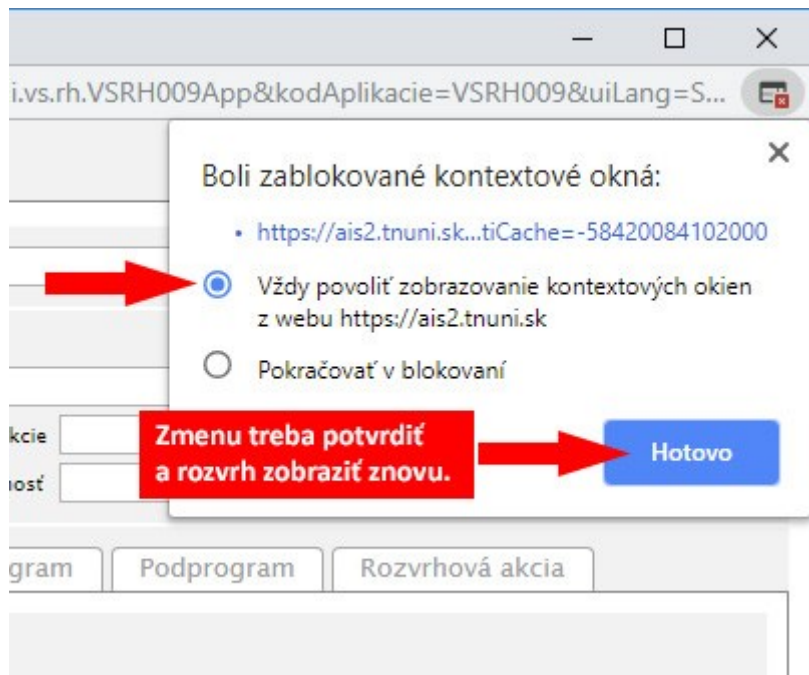 i.vs.rh.VSRH009App&kodAplikacie=VSRH009&uiLang=S...
Boli zablokované kontextové okná:
• https://ais2.tnuni.sk...tiCache=-58420084102000
Vždy povoliť zobrazovanie kontextových okien
z webu https://ais2.tnuni.sk
Pokračovať v blokovaní
kcie
Zmenu treba potvrdiť
a rozvrh zobraziť znovu.
Hotovo
nosť
gram
Podprogram
Rozvrhová akcia